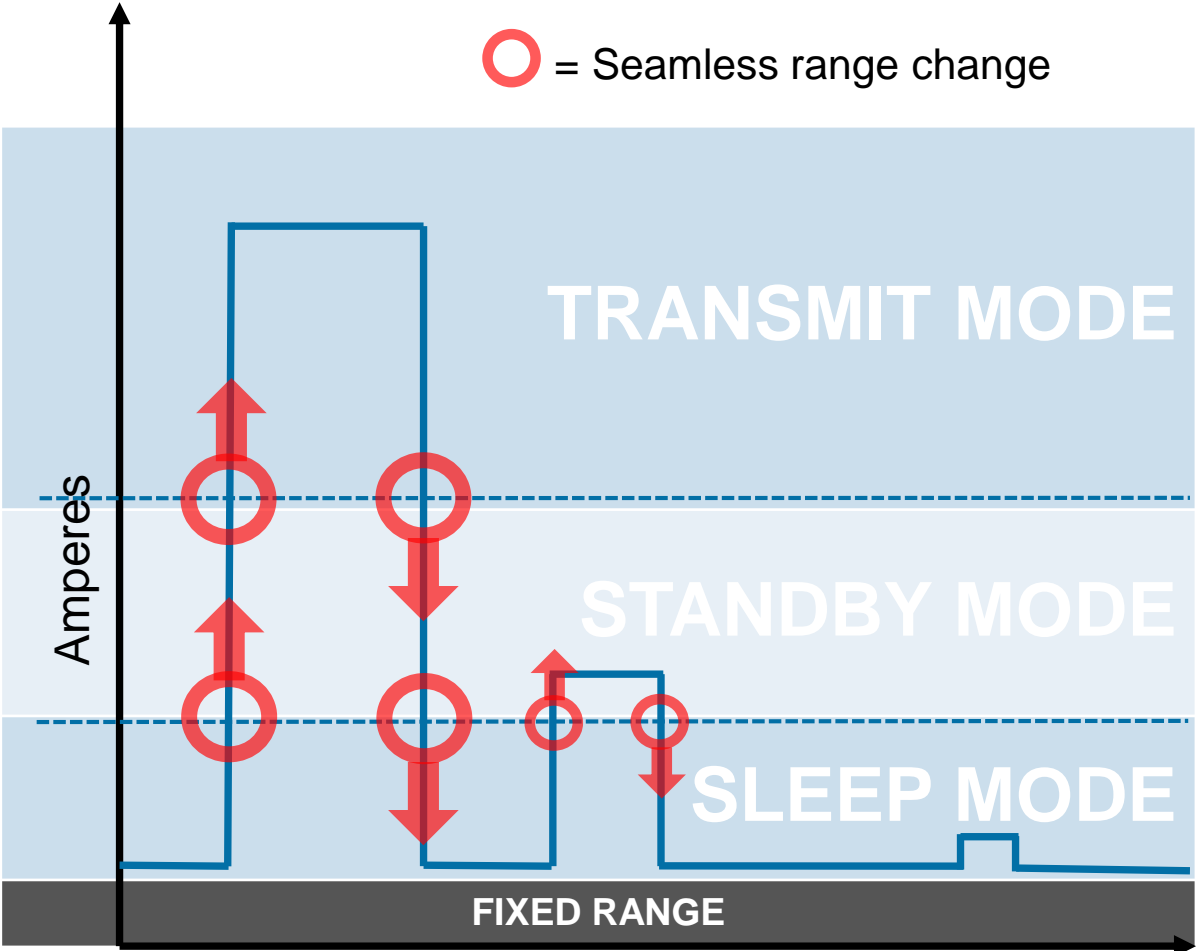 = Seamless range change
TRANSMIT MODE
Amperes
STANDBY MODE
SLEEP MODE
FIXED RANGE